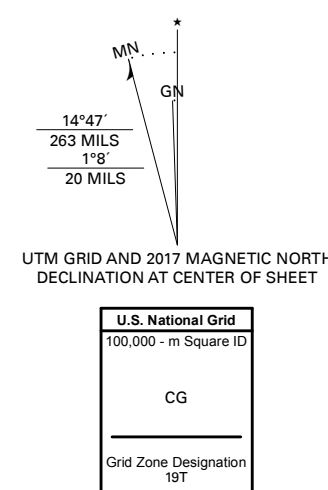 ★
MN
GN
14°47´
263 MILS
1°8´
20 MILS
UTM GRID AND 2017 MAGNETIC NORTH
DECLINATION AT CENTER OF SHEET
U.S. National Grid
100,000 - m Square ID
CG
Grid Zone Designation
19T